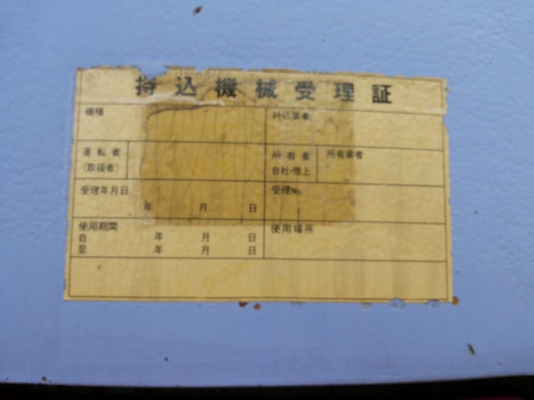 持込機械受理証
機種
持込業者
運転者
(取扱者)
所有者
自社・借上
所有業者
受理年月日
年 月 日
受理No.
使用期間
自 年 月 日
至 年 月 日
使用場所